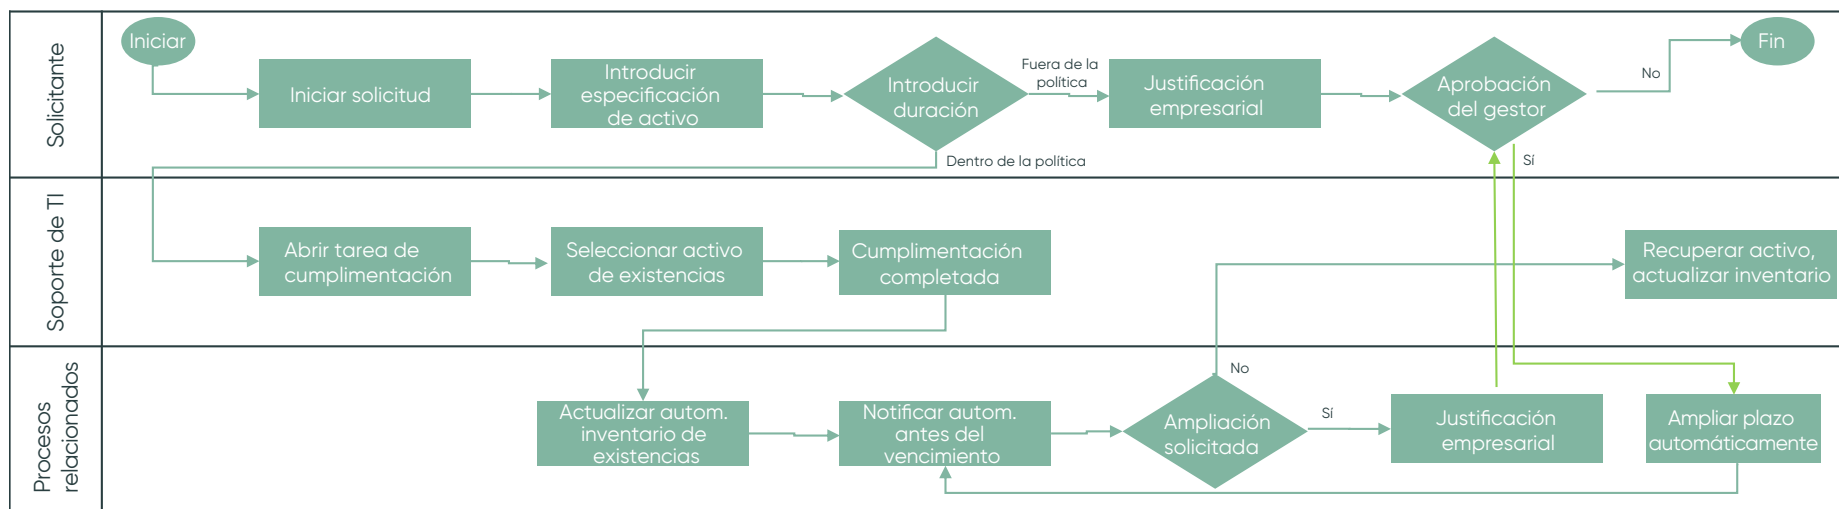 Solicitante
Iniciar
Iniciar solicitud
Introducir
especificación
de activo
Introducir
duración
Fuera de la
política
Dentro de la política
Justificación
empresarial
Aprobación
del gestor
No
Sí
Fin
Soporte de TI
Abrir tarea de
cumplimentación
Seleccionar activo
de existencias
Cumplimentación
completada
Recuperar activo,
actualizar inventario
Procesos
relacionados
Actualizar autom.
inventario de
existencias
Notificar autom.
antes del
vencimiento
Ampliación
solicitada
No
Sí
Justificación
empresarial
Ampliar plazo
automáticamente